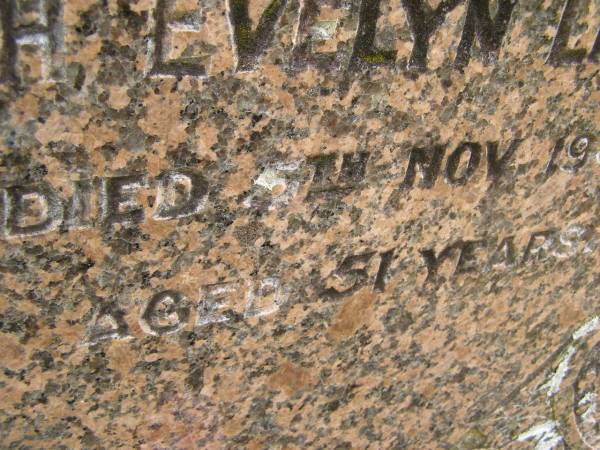 H. EVELYN
DIED 5TH NOV 19
AGED 51 YEARS